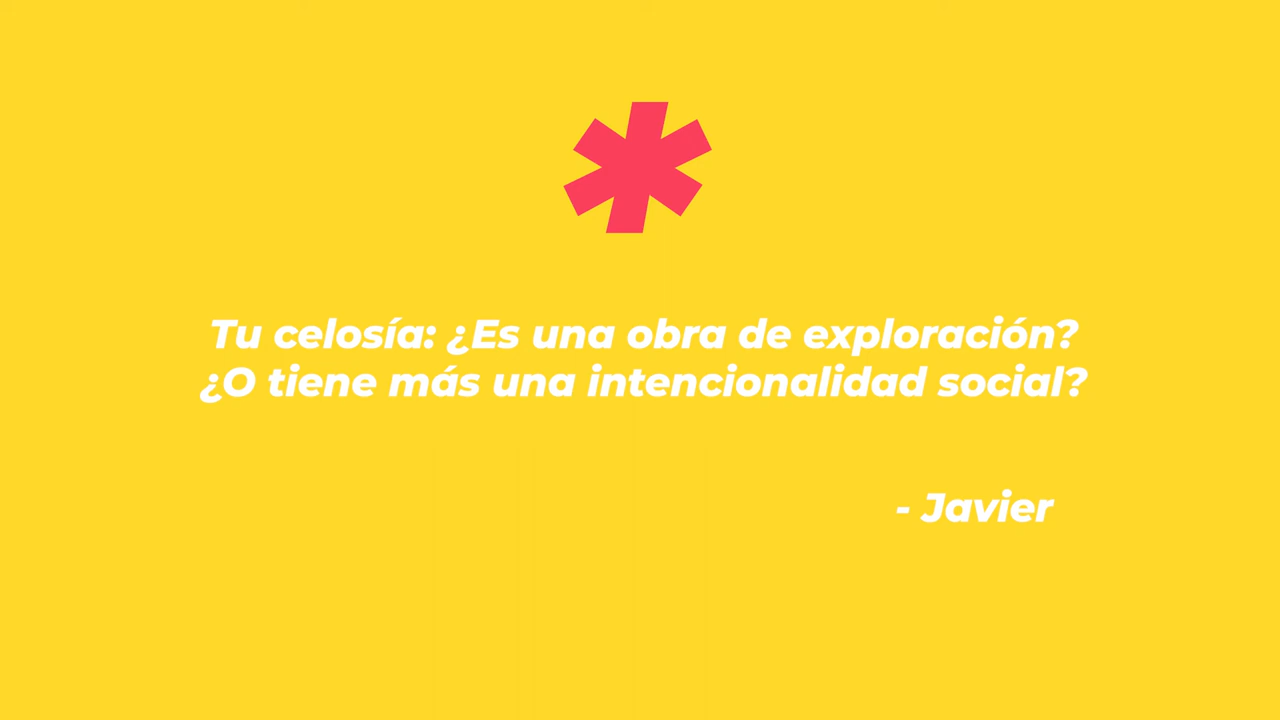 Tu celosía: ¿Es una obra de exploración?
¿O tiene más una intencionalidad social?
- Javier